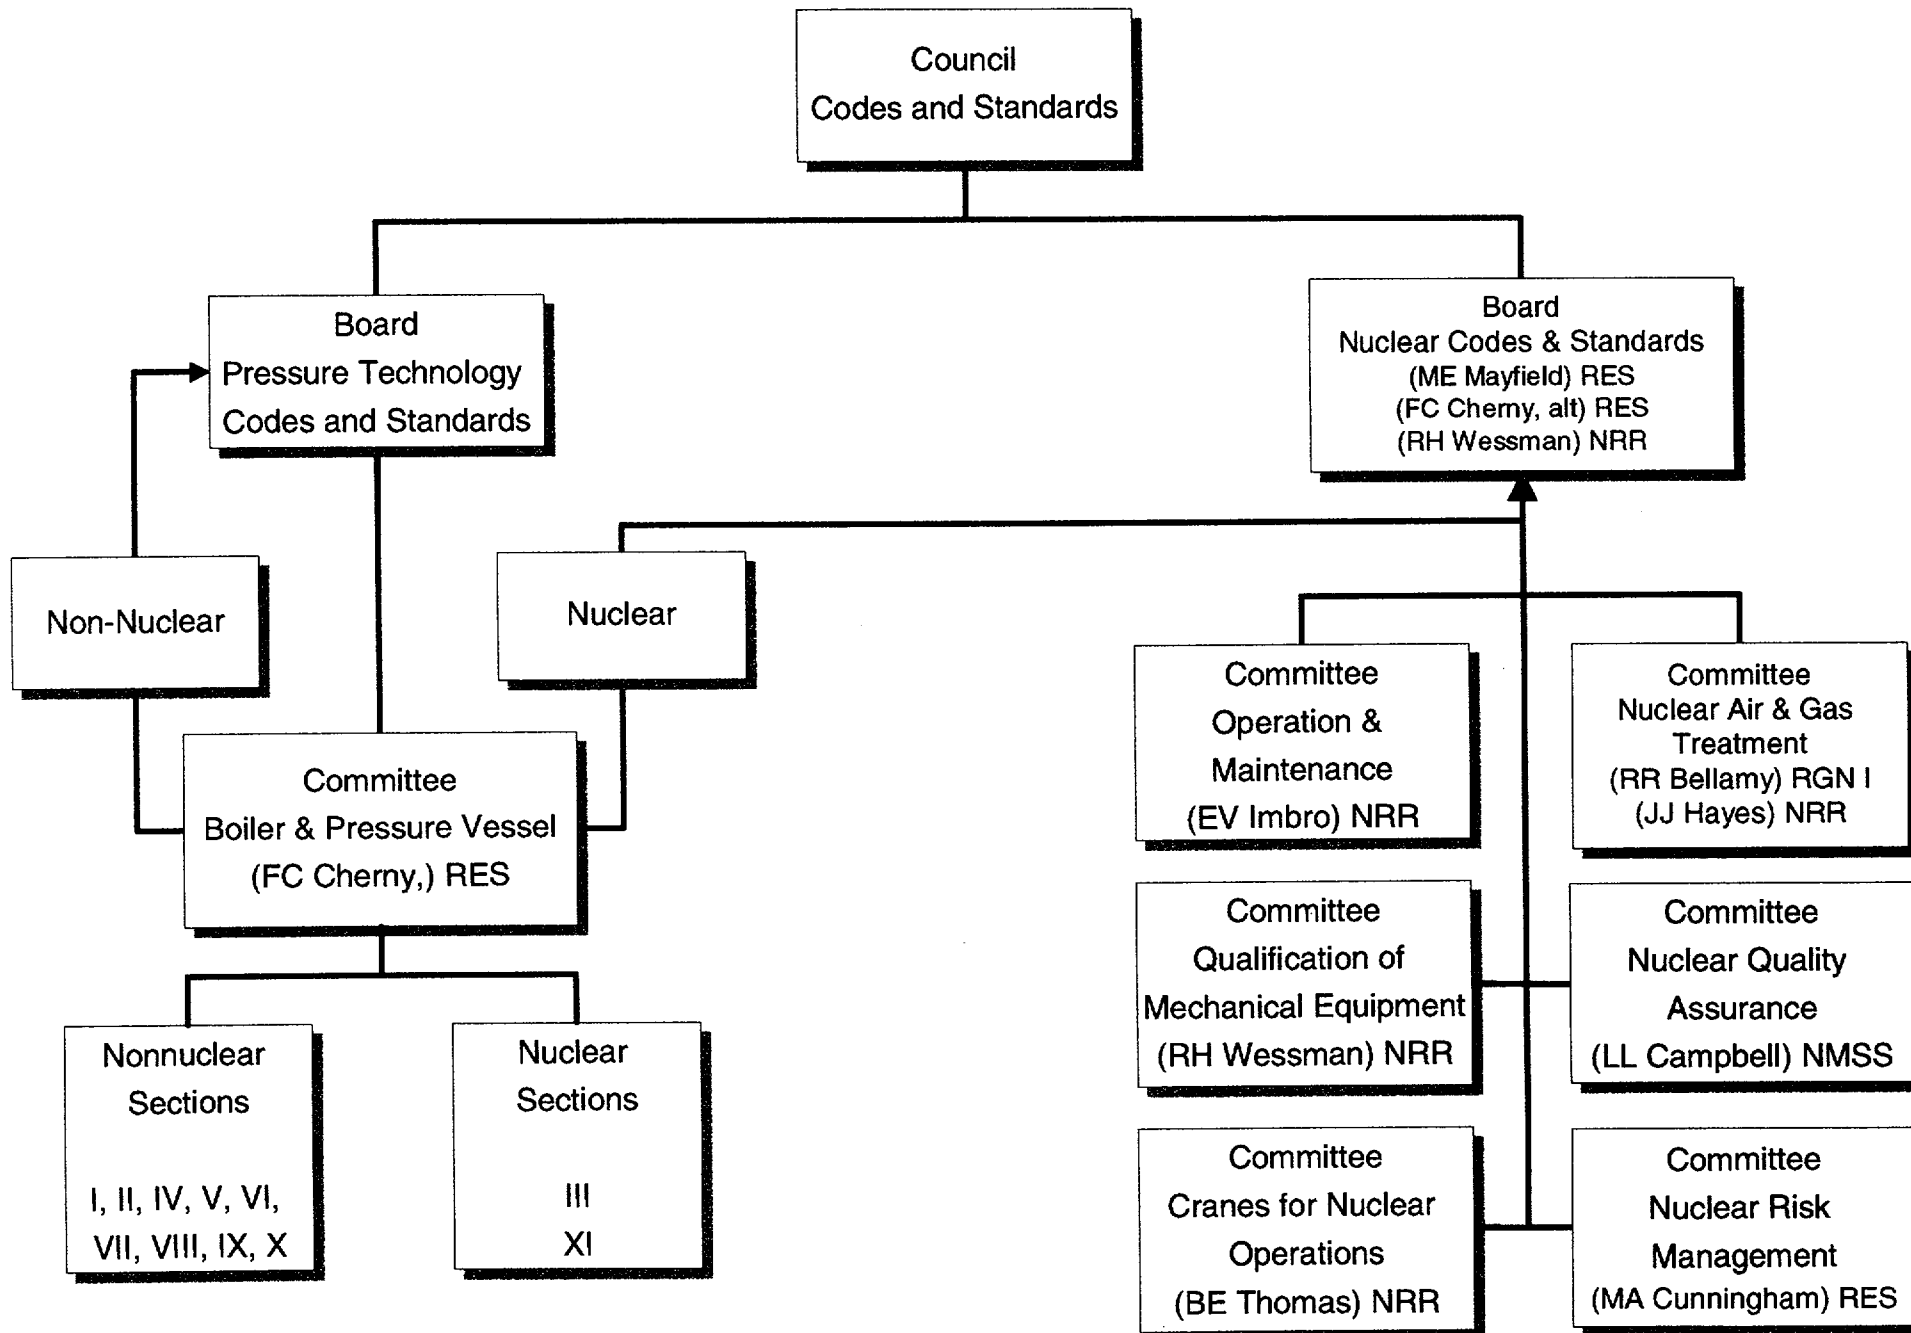 Council
Codes and Standards
Board
Pressure Technology
Codes and Standards
Board
Nuclear Codes & Standards
(ME Mayfield) RES
(FC Cherny, alt) RES
(RH Wessman) NRR
Non-Nuclear
Nuclear
Committee
Boiler & Pressure Vessel
(FC Cherny,) RES
Nonnuclear
Sections
I, II, IV, V, VI,
VII, VIII, IX, X
Nuclear
Sections
III
XI
Committee
Operation &
Maintenance
(EV Imbro) NRR
Committee
Nuclear Air & Gas
Treatment
(RR Bellamy) RGN I
(JJ Hayes) NRR
Committee
Qualification of
Mechanical Equipment
(RH Wessman) NRR
Committee
Nuclear Quality
Assurance
(LL Campbell) NMSS
Committee
Cranes for Nuclear
Operations
(BE Thomas) NRR
Committee
Nuclear Risk
Management
(MA Cunningham) RES